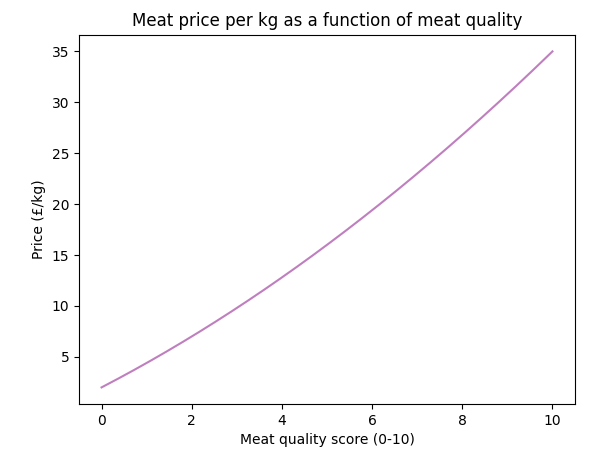 Meat price per kg as a function of meat quality
35
30
25
20
15
10
5
Price (£/kg)
0 2 4 6 8 10
Meat quality score (0-10)